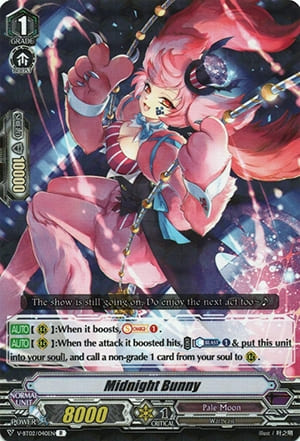 1
GRADE
BOOST
10000
The show is still going on. Do enjoy the next act too~♪
AUTO [ ]:When it boosts, CHARGE 1.
AUTO [ ]:When the attack it boosted hits, [ BLAST 1 & put this unit
into your soul], and call a non-grade 1 card from your soul to
Midnight Bunny
NORMAL
UNIT
POWER
8000
1
CRITICAL
Pale Moon
Warbeast
V-BT02/040EN R